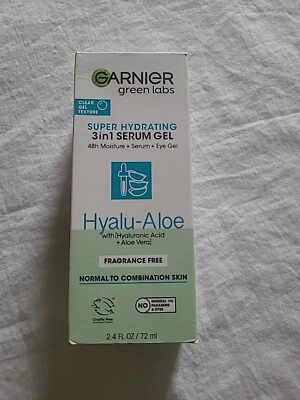 GARNIER
green labs
CLEAR
GEL
TEXTURE
SUPER HYDRATING
3in1 SERUM GEL
48h Moisture + Serum + Eye Gel
Hyalu-Aloe
with [Hyaluronic Acid
+ Aloe Vera]
FRAGRANCE FREE
NORMAL TO COMBINATION SKIN
Cruelty Free
NO
MINERAL OIL
PARABENS
& DYES
2.4 FL OZ / 72 ml